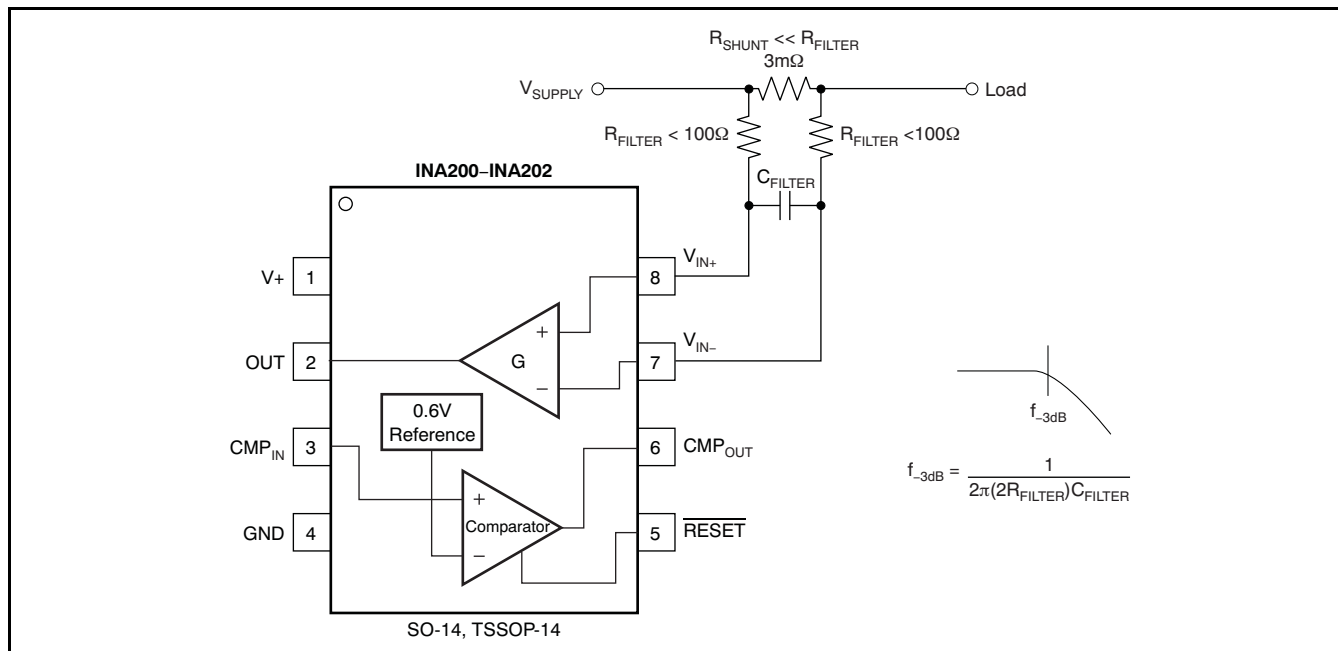 R_SHUNT << R_FILTER
3mΩ
V_SUPPLY
Load
R_FILTER < 100Ω
R_FILTER <100Ω
INA200–INA202
C_FILTER
V+
1
8
V_IN+
OUT
2
+
G
−
7
V_IN-
f_–3dB
0.6V
Reference
CMP_IN
3
6
CMP_OUT
f_–3dB = 1 / 2π(2R_FILTER)C_FILTER
+
Comparator
−
GND
4
5
R̅E̅S̅E̅T̅
SO-14, TSSOP-14